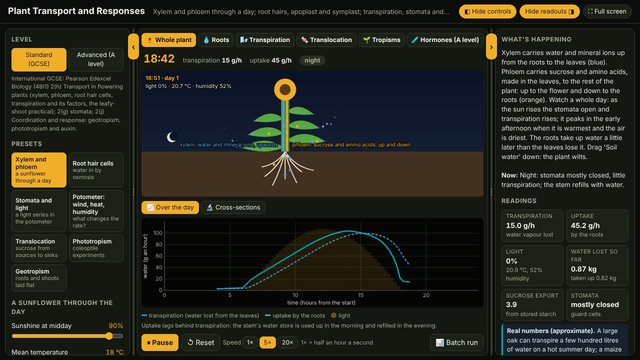 Plant Transport and Responses
Xylem and phloem through a day; root hairs, apoplast and symplast; transpiration, stomata and...
Hide controls
Hide readouts
Full screen
LEVEL
Standard (GCSE)
Advanced (A level)
International GCSE: Pearson Edexcel
Biology (4BI1) 2(h) Transport in flowering
plants (xylem, phloem, root hair cells,
transpiration and its factors, the leafy-
shoot practical); 2(g) stomata; 2(j)
Coordination and response: geotropism,
phototropism and auxin.
PRESETS
Xylem and phloem
a sunflower through a day
Root hair cells
water in by osmosis
Stomata and light
a light series in the potometer
Potometer: wind, heat, humidity
what changes the rate?
Translocation
sucrose from sources to sinks
Phototropism
coleoptile experiments
Geotropism
roots and shoots laid flat
A SUNFLOWER THROUGH THE DAY
Sunshine at midday 90%
Mean temperature 18 °C
Whole plant
Roots
Transpiration
Translocation
Tropisms
Hormones (A level)
18:42 transpiration 15 g/h uptake 45 g/h night
18:51 · day 1
light 0% · 20.7 °C · humidity 52%
xylem: water and mineral ions, upwards
phloem: sucrose and amino acids, up and down
Over the day
Cross-sections
water (g an hour)
100
80
60
40
20
0
0
5
10
15
20
time (hours from the start)
transpiration (water lost from the leaves)
uptake by the roots
light
Uptake lags behind transpiration: the stem's water store is used up in the morning and refilled in the evening.
Pause
Reset
Speed 1× 5× 20× 1× = half an hour a second
Batch run
WHAT'S HAPPENING
Xylem carries water and mineral ions up
from the roots to the leaves (blue).
Phloem carries sucrose and amino acids,
made in the leaves, to the rest of the
plant: up to the flower and down to the
roots (orange). Watch a whole day: as
the sun rises the stomata open and
transpiration rises; it peaks in the early
afternoon when it is warmest and the air
is driest. The roots take up water a little
later than the leaves lose it. Drag 'Soil
water' down: the plant wilts.
Now: Night: stomata mostly closed, little
transpiration; the stem refills with water.
READINGS
TRANSPIRATION
15.0 g/h
water vapour lost
UPTAKE
45.2 g/h
by the roots
LIGHT
0%
20.9 °C, 52% humidity
WATER LOST SO FAR
0.87 kg
taken up 0.82 kg
SUCROSE EXPORT
3.9
from stored starch
STOMATA
mostly closed
guard cells
Real numbers (approximate). A large
oak can transpire a few hundred litres
of water on a hot summer day; a maize